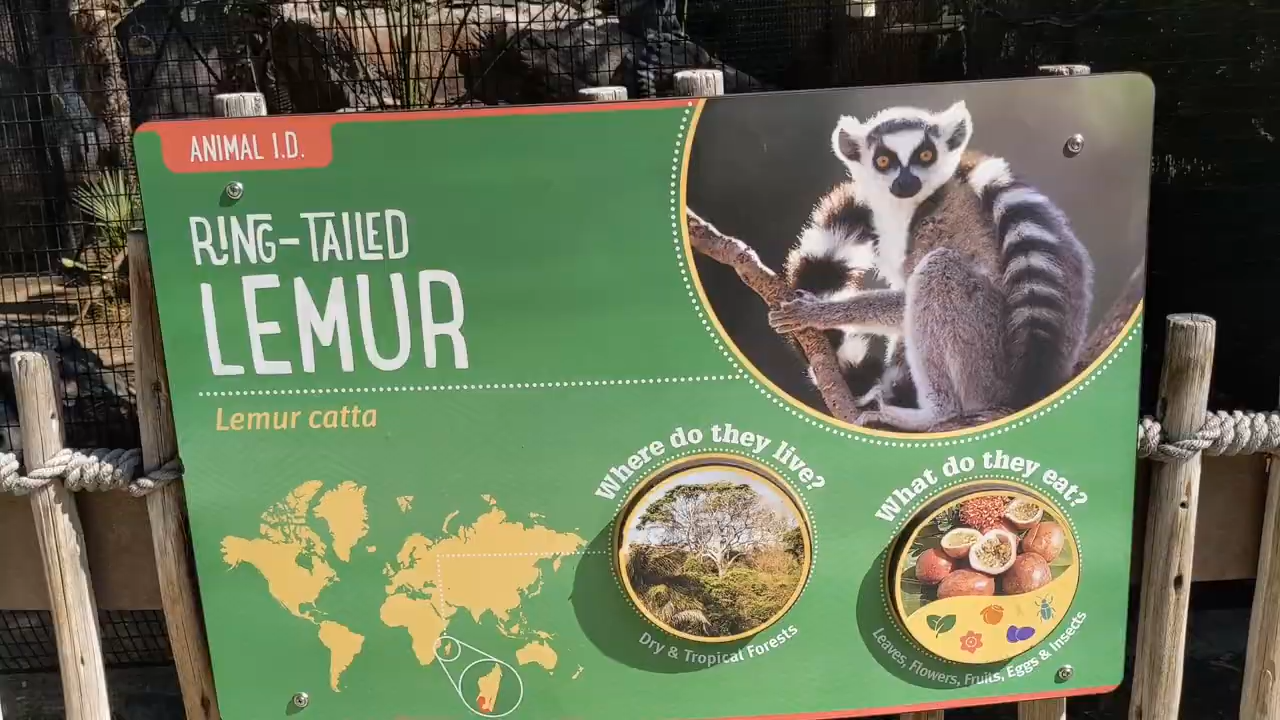 ANIMAL I.D.
RING-TAILED
LEMUR
Lemur catta
Where do they live?
Dry & Tropical Forests
What do they eat?
Leaves, Flowers, Fruits, Eggs & Insects